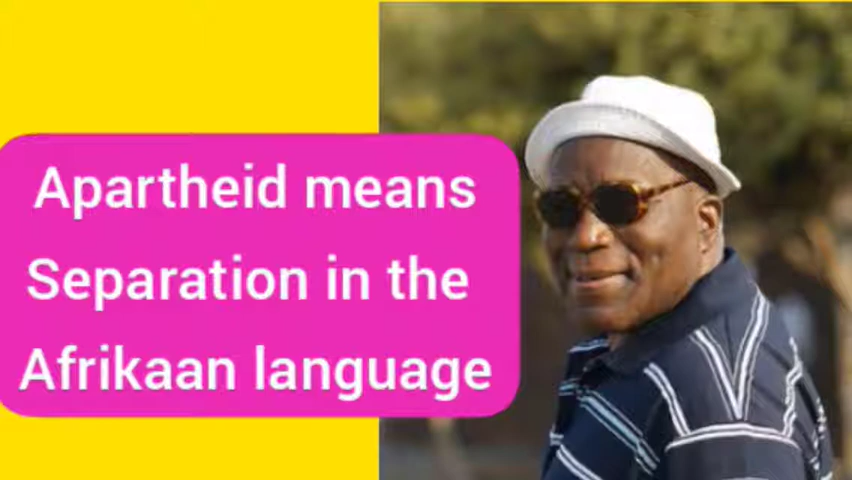 Apartheid means
Separation in the
Afrikaan language